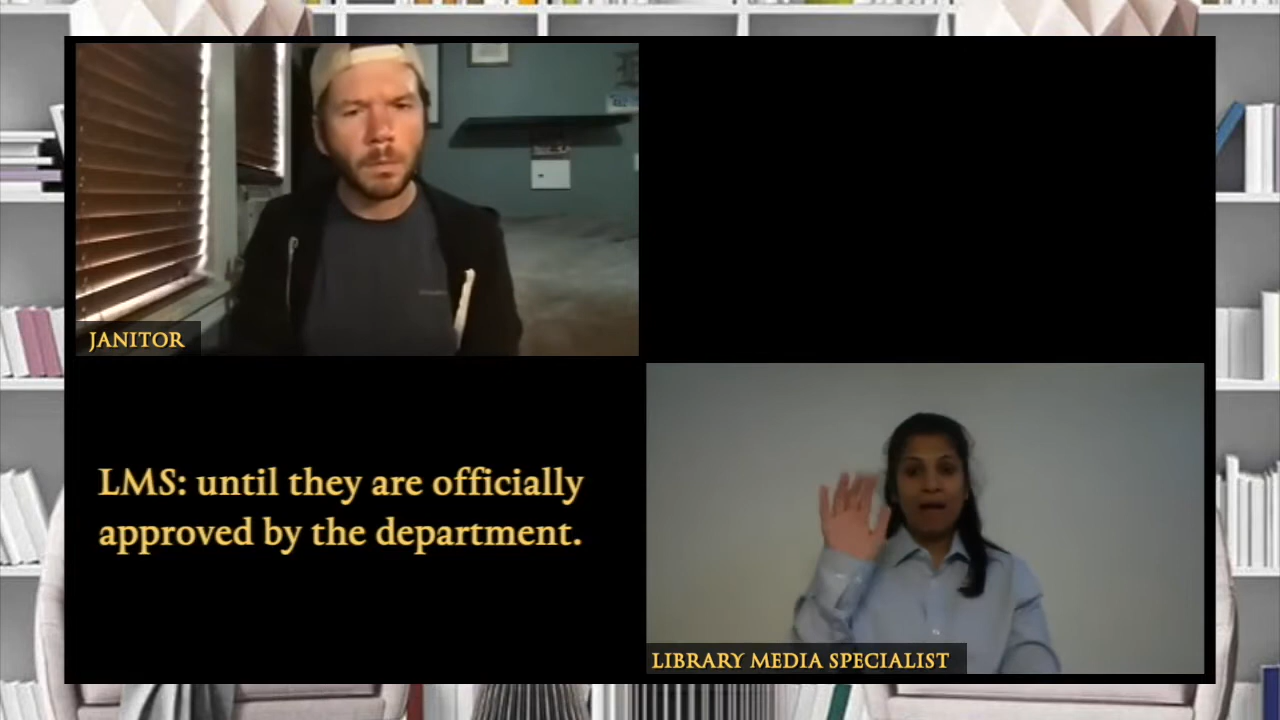 JANITOR
LMS: until they are officially
approved by the department.
LIBRARY MEDIA SPECIALIST